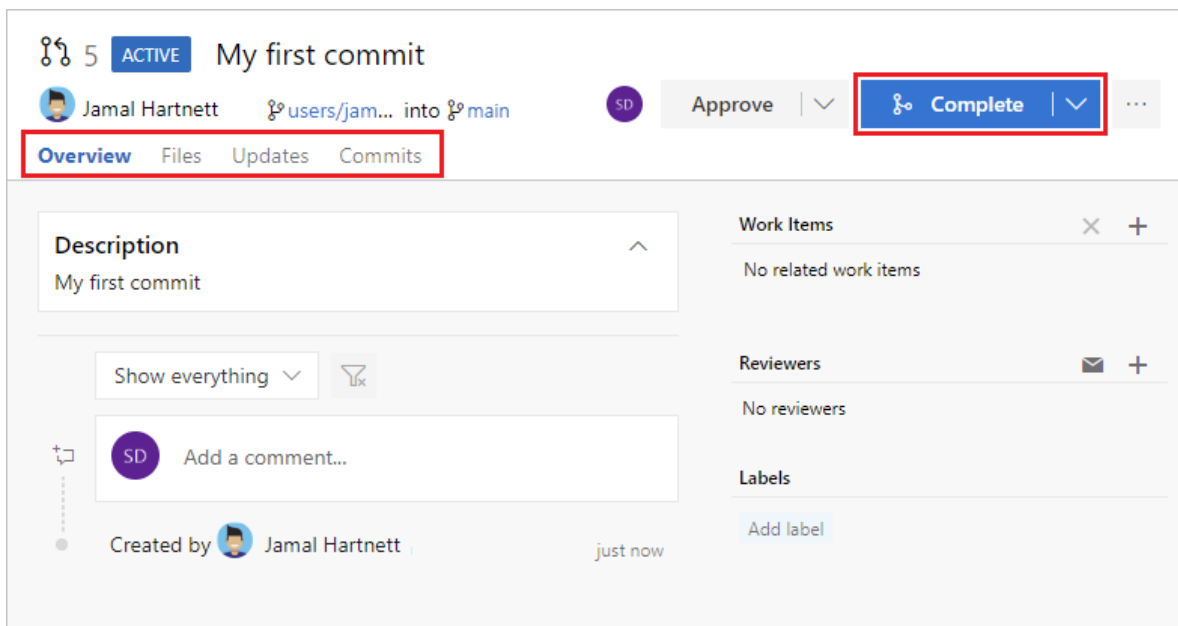 5 ACTIVE My first commit
Jamal Hartnett users/jam... into main SD Approve Complete ...
Overview Files Updates Commits
Description
My first commit
Show everything
SD Add a comment...
Created by Jamal Hartnett just now
Work Items
No related work items
Reviewers
No reviewers
Labels
Add label